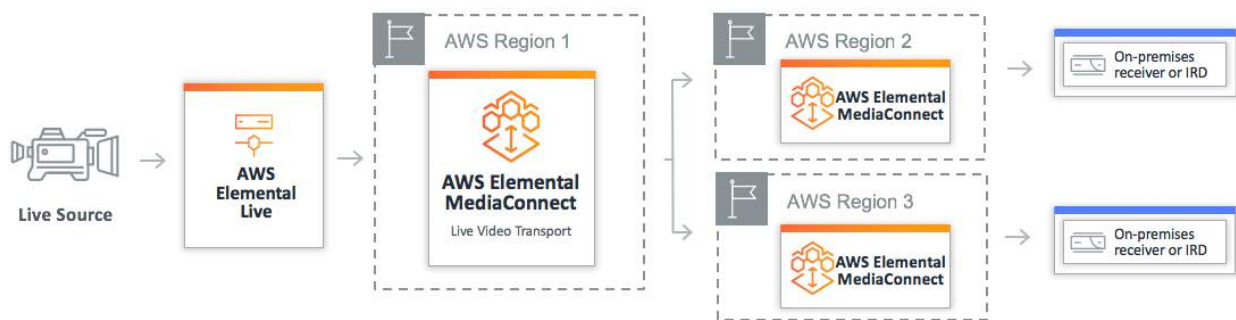 Live Source
AWS
Elemental
Live
AWS Region 1
AWS Elemental
MediaConnect
Live Video Transport
AWS Region 2
AWS Elemental
MediaConnect
On-premises
receiver or IRD
AWS Region 3
AWS Elemental
MediaConnect
On-premises
receiver or IRD